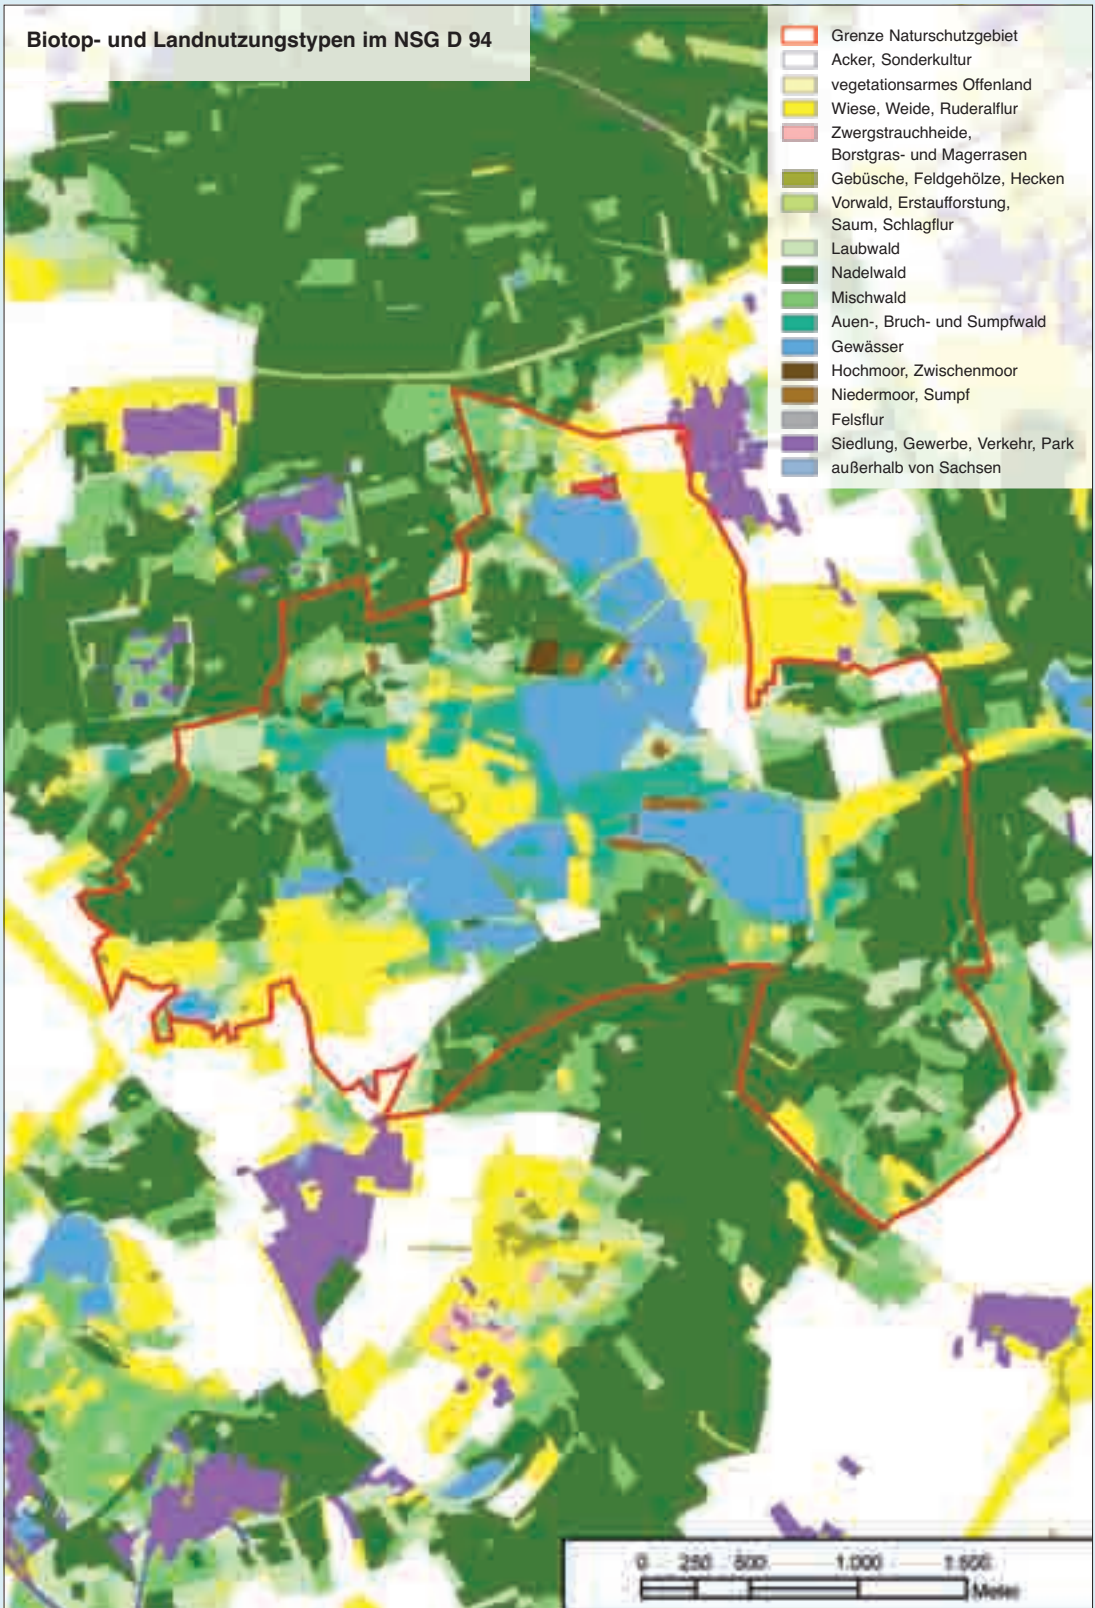 Biotop- und Landnutzungstypen im NSG D 94
Grenze Naturschutzgebiet
Acker, Sonderkultur
vegetationsarmes Offenland
Wiese, Weide, Ruderalflur
Zwergstrauchheide,
Borstgras- und Magerrasen
Gebüsche, Feldgehölze, Hecken
Vorwald, Erstaufforstung,
Saum, Schlagflur
Laubwald
Nadelwald
Mischwald
Auen-, Bruch- und Sumpfwald
Gewässer
Hochmoor, Zwischenmoor
Niedermoor, Sumpf
Felsflur
Siedlung, Gewerbe, Verkehr, Park
außerhalb von Sachsen
0 250 500 1.000 1.500
Meter